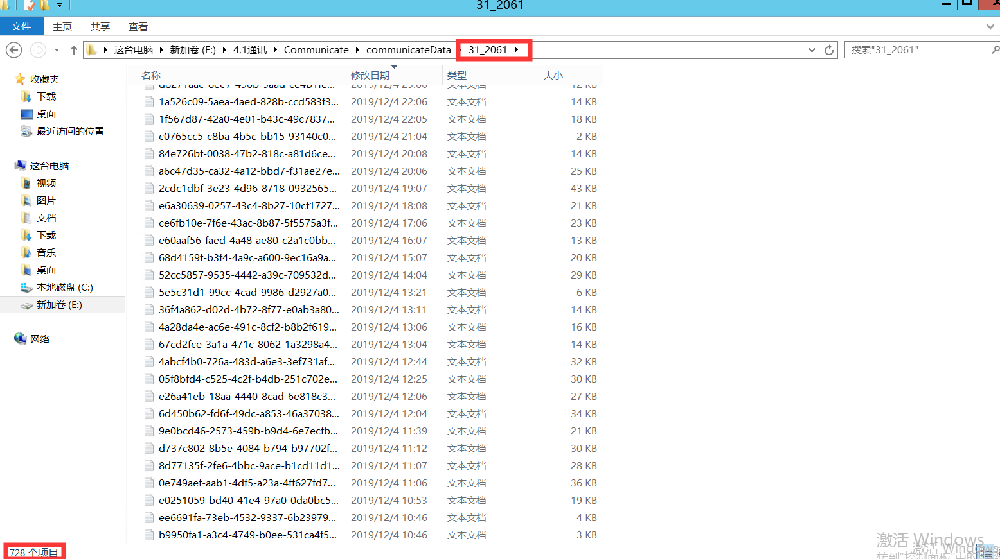 31_2061
文件 主页 共享 查看
这台电脑 新加卷 (E:) 4.1通讯 Communicate communicateData 31_2061 搜索"31_2061"
名称 修改日期 类型 大小
收藏夹
下载
桌面
最近访问的位置
这台电脑
视频
图片
文档
下载
音乐
桌面
本地磁盘 (C:)
新加卷 (E:)
网络
2019/12/4 23:06 文本文档 12 KB
1a526c09-5aea-4aed-828b-ccd583f3... 2019/12/4 22:06 文本文档 14 KB
1f567d87-42a0-4e01-b43c-49c7837... 2019/12/4 22:05 文本文档 18 KB
c0765cc5-c8ba-4b5c-bb15-93140c0... 2019/12/4 21:04 文本文档 2 KB
84e726bf-0038-47b2-818c-a81d6ce... 2019/12/4 20:08 文本文档 14 KB
a6c47d35-ca32-4a12-bbd7-f31ae27e... 2019/12/4 20:06 文本文档 25 KB
2cdc1dbf-3e23-4d96-8718-0932565... 2019/12/4 19:07 文本文档 43 KB
e6a30639-0257-43c4-8b27-10cf1727... 2019/12/4 18:08 文本文档 21 KB
ce6fb10e-7f6e-43ac-8b87-5f5575a3f... 2019/12/4 17:06 文本文档 23 KB
e60aaf56-faed-4a48-ae80-c2a1c0bb... 2019/12/4 16:07 文本文档 13 KB
68d4159f-b3f4-4a9c-a600-9ec16a9a... 2019/12/4 15:07 文本文档 20 KB
52cc5857-9535-4442-a39c-709532d... 2019/12/4 14:04 文本文档 29 KB
5e5c31d1-99cc-4cad-9986-d2927a0... 2019/12/4 13:21 文本文档 6 KB
36f4a862-d02d-4b72-8f77-e0ab3a80... 2019/12/4 13:11 文本文档 14 KB
4a28da4e-ac6e-491c-8cf2-b8b2f619... 2019/12/4 13:06 文本文档 16 KB
67cd2fce-3a1a-471c-8062-1a3298a4... 2019/12/4 13:04 文本文档 14 KB
4abcf4b0-726a-483d-a6e3-3ef731af... 2019/12/4 12:44 文本文档 32 KB
05f8bfd4-c525-4c2f-b4db-251c702e... 2019/12/4 12:25 文本文档 30 KB
e26a41eb-18aa-4440-8cad-6e818c3... 2019/12/4 12:06 文本文档 27 KB
6d450b62-fd6f-49dc-a853-46a37038... 2019/12/4 12:04 文本文档 34 KB
9e0bcd46-2573-459b-b9d4-6e7ecfb... 2019/12/4 11:39 文本文档 21 KB
d737c802-8b5e-4084-b794-b97702f... 2019/12/4 11:12 文本文档 30 KB
8d77135f-2fe6-4bbc-9ace-b1cd11d1... 2019/12/4 11:07 文本文档 28 KB
0e749aef-aab1-4df5-a23a-4ff627fd7... 2019/12/4 11:06 文本文档 36 KB
e0251059-bd40-41e4-97a0-0da0bc5... 2019/12/4 10:53 文本文档 19 KB
ee6691fa-73eb-4532-9337-6b23979... 2019/12/4 10:46 文本文档 4 KB
b9950fa1-a3c4-4749-b0ee-531ca4f5... 2019/12/4 10:46 文本文档 3 KB
激活 Windows
激活 Windows
转到"控制面板"中的
728 个项目